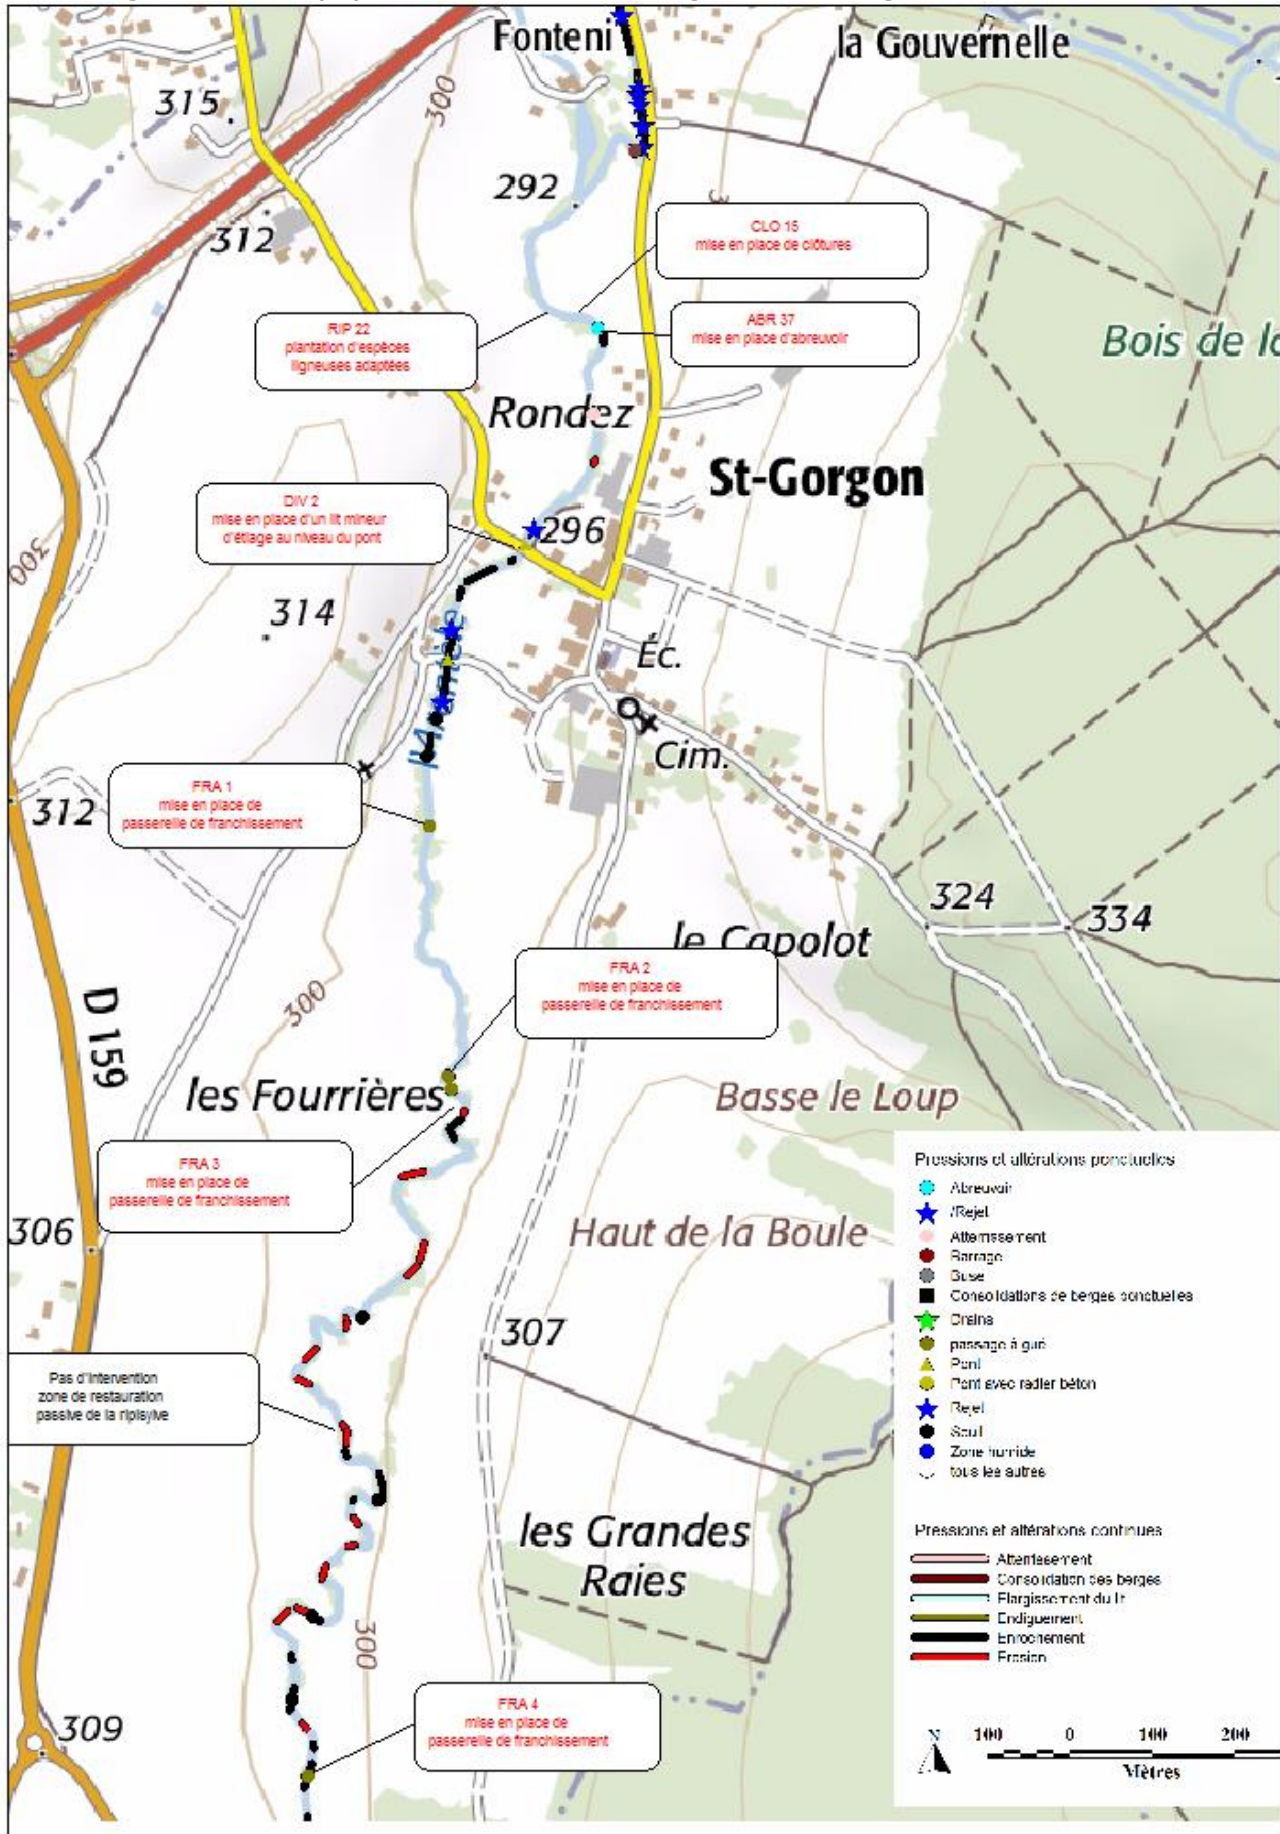 Fonteni
la Gouvernelle
315
300
292
312
CLO 15
mise en place de clôtures
RIP 22
plantation d'espèces
ligneuses adaptées
ABR 37
mise en place d'abreuvoir
Bois de
Rondez
St-Gorgon
DIV 2
mise en place d'un lit mineur
d'étiage au niveau du pont
296
300
314
Éc.
Cim.
FRA 1
mise en place de
passerelle de franchissement
312
324
334
le Capolot
FRA 2
mise en place de
passerelle de franchissement
300
D 159
les Fourrières
Basse le Loup
FRA 3
mise en place de
passerelle de franchissement
306
Haut de la Boule
307
Pas d'intervention
zone de restauration
passive de la ripisylve
les Grandes
Raies
300
FRA 4
mise en place de
passerelle de franchissement
309
Pressions et altérations ponctuelles
Abreuvoir
/Rejet
Atterrissement
Barrage
Buse
Consolidations de berges ponctuelles
Drains
passage à gué
Pont
Pont avec radier béton
Rejet
Seuil
Zone humide
tous les autres
Pressions et altérations continues
Atterrissement
Consolidation des berges
Elargissement du lit
Endiguement
Enrochement
Erosion
N
100 0 100 200
Mètres